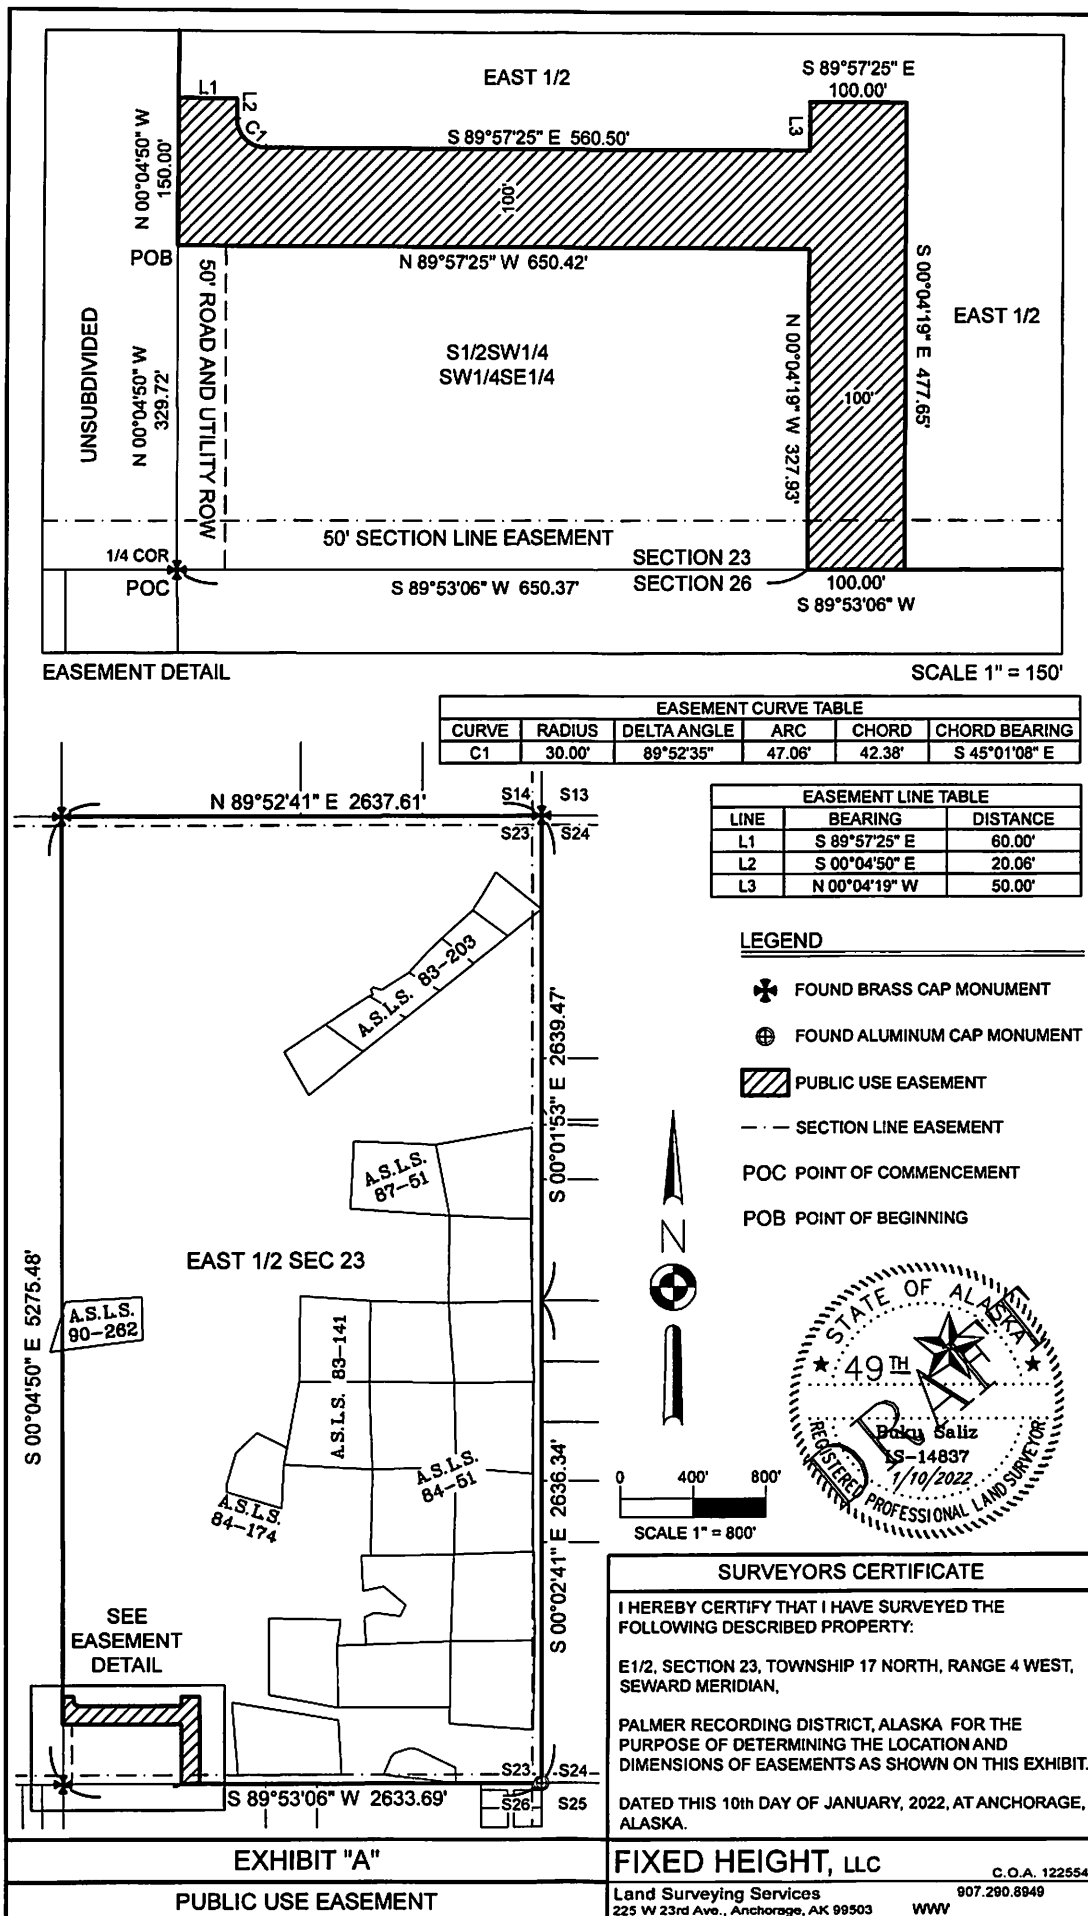 EAST 1/2
S 89°57'25" E
100.00'
L1
L2
C1
L3
S 89°57'25" E 560.50'
N 00°04'50" W
150.00'
100'
POB
N 89°57'25" W 650.42'
50' ROAD AND UTILITY ROW
UNSUBDIVIDED
N 00°04'50" W
329.72'
S1/2SW1/4
SW1/4SE1/4
N 00°04'19" W 327.93'
100'
S 00°04'19" E 477.65'
EAST 1/2
50' SECTION LINE EASEMENT
1/4 COR
POC
SECTION 23
SECTION 26
S 89°53'06" W 650.37'
100.00'
S 89°53'06" W
EASEMENT DETAIL
SCALE 1" = 150'
EASEMENT CURVE TABLE
CURVE RADIUS DELTA ANGLE ARC CHORD CHORD BEARING
C1 30.00' 89°52'35" 47.06' 42.38' S 45°01'08" E
EASEMENT LINE TABLE
LINE BEARING DISTANCE
L1 S 89°57'25" E 60.00'
L2 S 00°04'50" E 20.06'
L3 N 00°04'19" W 50.00'
N 89°52'41" E 2637.61'
S14 S13
S23 S24
A.S.L.S. 83-203
S 00°01'53" E 2639.47'
A.S.L.S.
87-51
EAST 1/2 SEC 23
S 00°04'50" E 5275.48'
A.S.L.S.
90-262
A.S.L.S. 83-141
A.S.L.S.
84-51
A.S.L.S.
84-174
S 00°02'41" E 2636.34'
SEE
EASEMENT
DETAIL
S23 S24
S26 S25
S 89°53'06" W 2633.69'
LEGEND
FOUND BRASS CAP MONUMENT
FOUND ALUMINUM CAP MONUMENT
PUBLIC USE EASEMENT
SECTION LINE EASEMENT
POC POINT OF COMMENCEMENT
POB POINT OF BEGINNING
N
STATE OF ALASKA
49TH
DRAFT
Buku Saliz
LS-14837
1/10/2022
REGISTERED PROFESSIONAL LAND SURVEYOR
0 400' 800'
SCALE 1" = 800'
SURVEYORS CERTIFICATE
I HEREBY CERTIFY THAT I HAVE SURVEYED THE
FOLLOWING DESCRIBED PROPERTY:
E1/2, SECTION 23, TOWNSHIP 17 NORTH, RANGE 4 WEST,
SEWARD MERIDIAN,
PALMER RECORDING DISTRICT, ALASKA FOR THE
PURPOSE OF DETERMINING THE LOCATION AND
DIMENSIONS OF EASEMENTS AS SHOWN ON THIS EXHIBIT.
DATED THIS 10th DAY OF JANUARY, 2022, AT ANCHORAGE,
ALASKA.
EXHIBIT "A"
PUBLIC USE EASEMENT
FIXED HEIGHT, LLC
C.O.A. 122554
Land Surveying Services
907.290.8949
225 W 23rd Ave., Anchorage, AK 99503
WWV